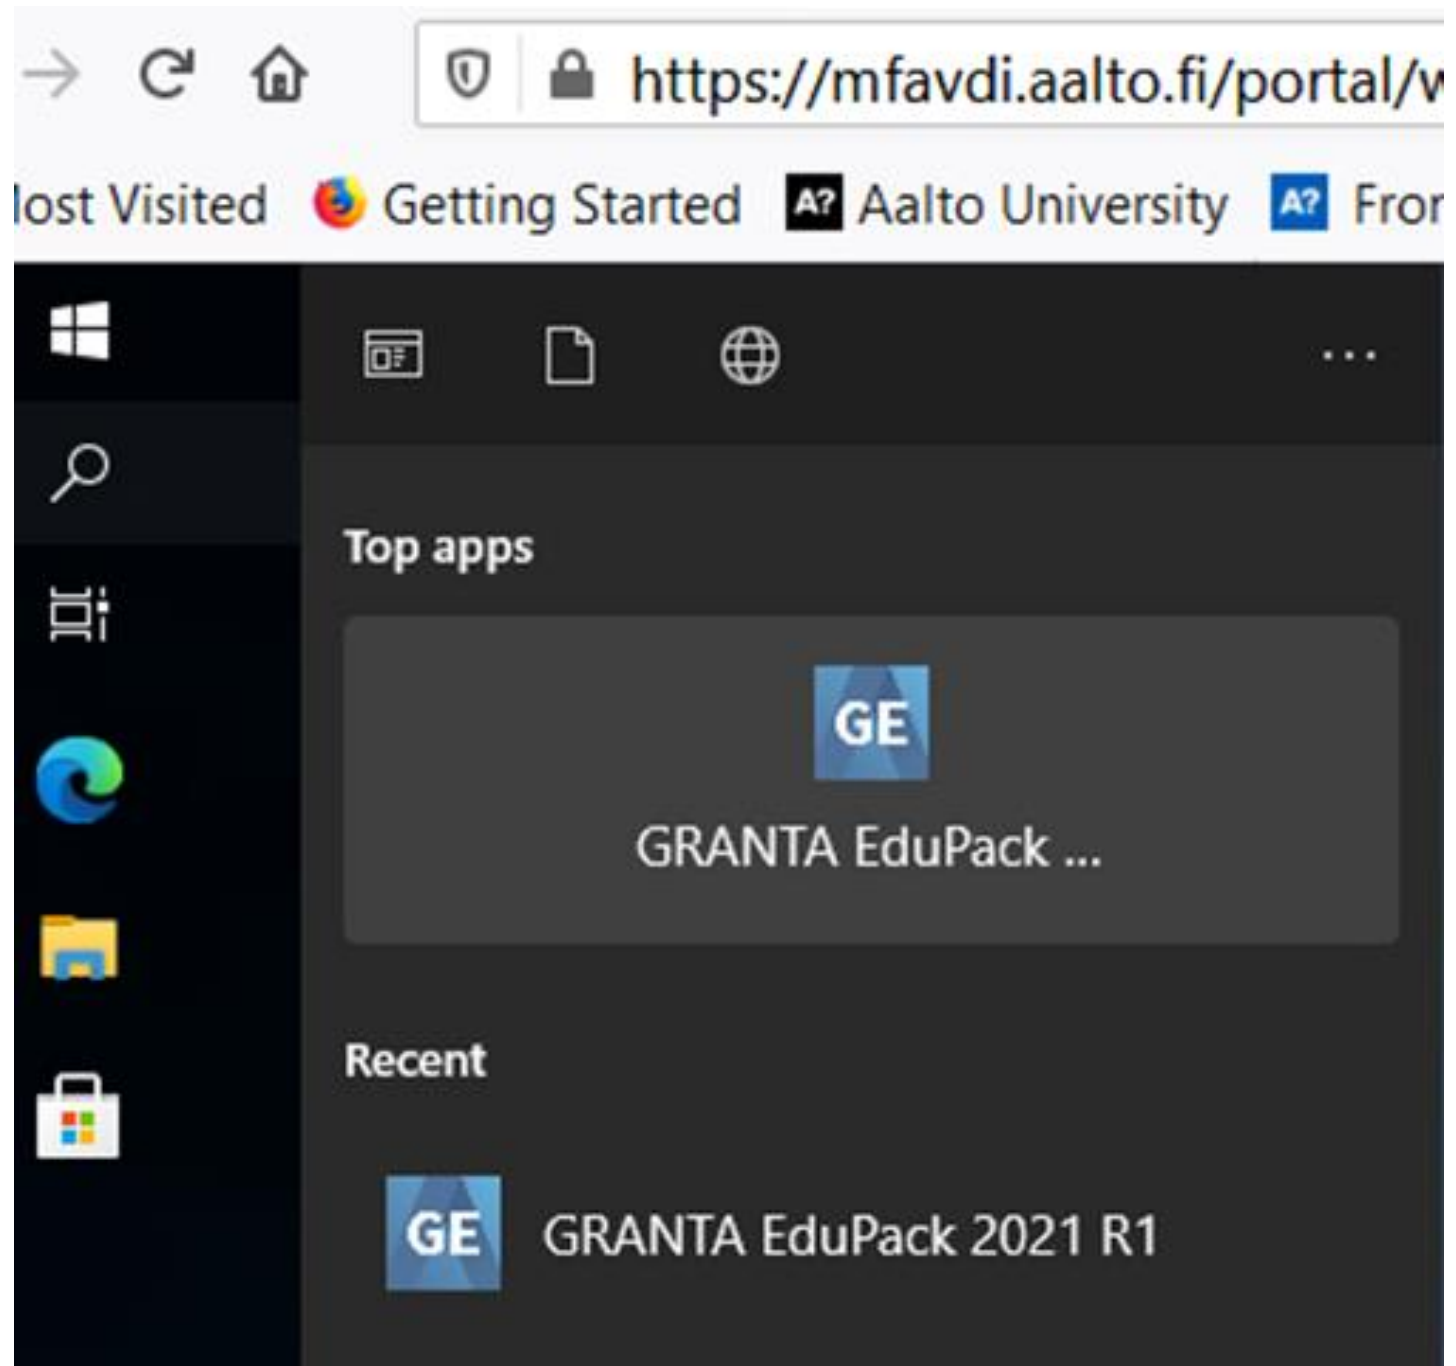 https://mfavdi.aalto.fi/portal/w
lost Visited Getting Started A? Aalto University A? Fror
Top apps
GE
GRANTA EduPack ...
Recent
GE GRANTA EduPack 2021 R1